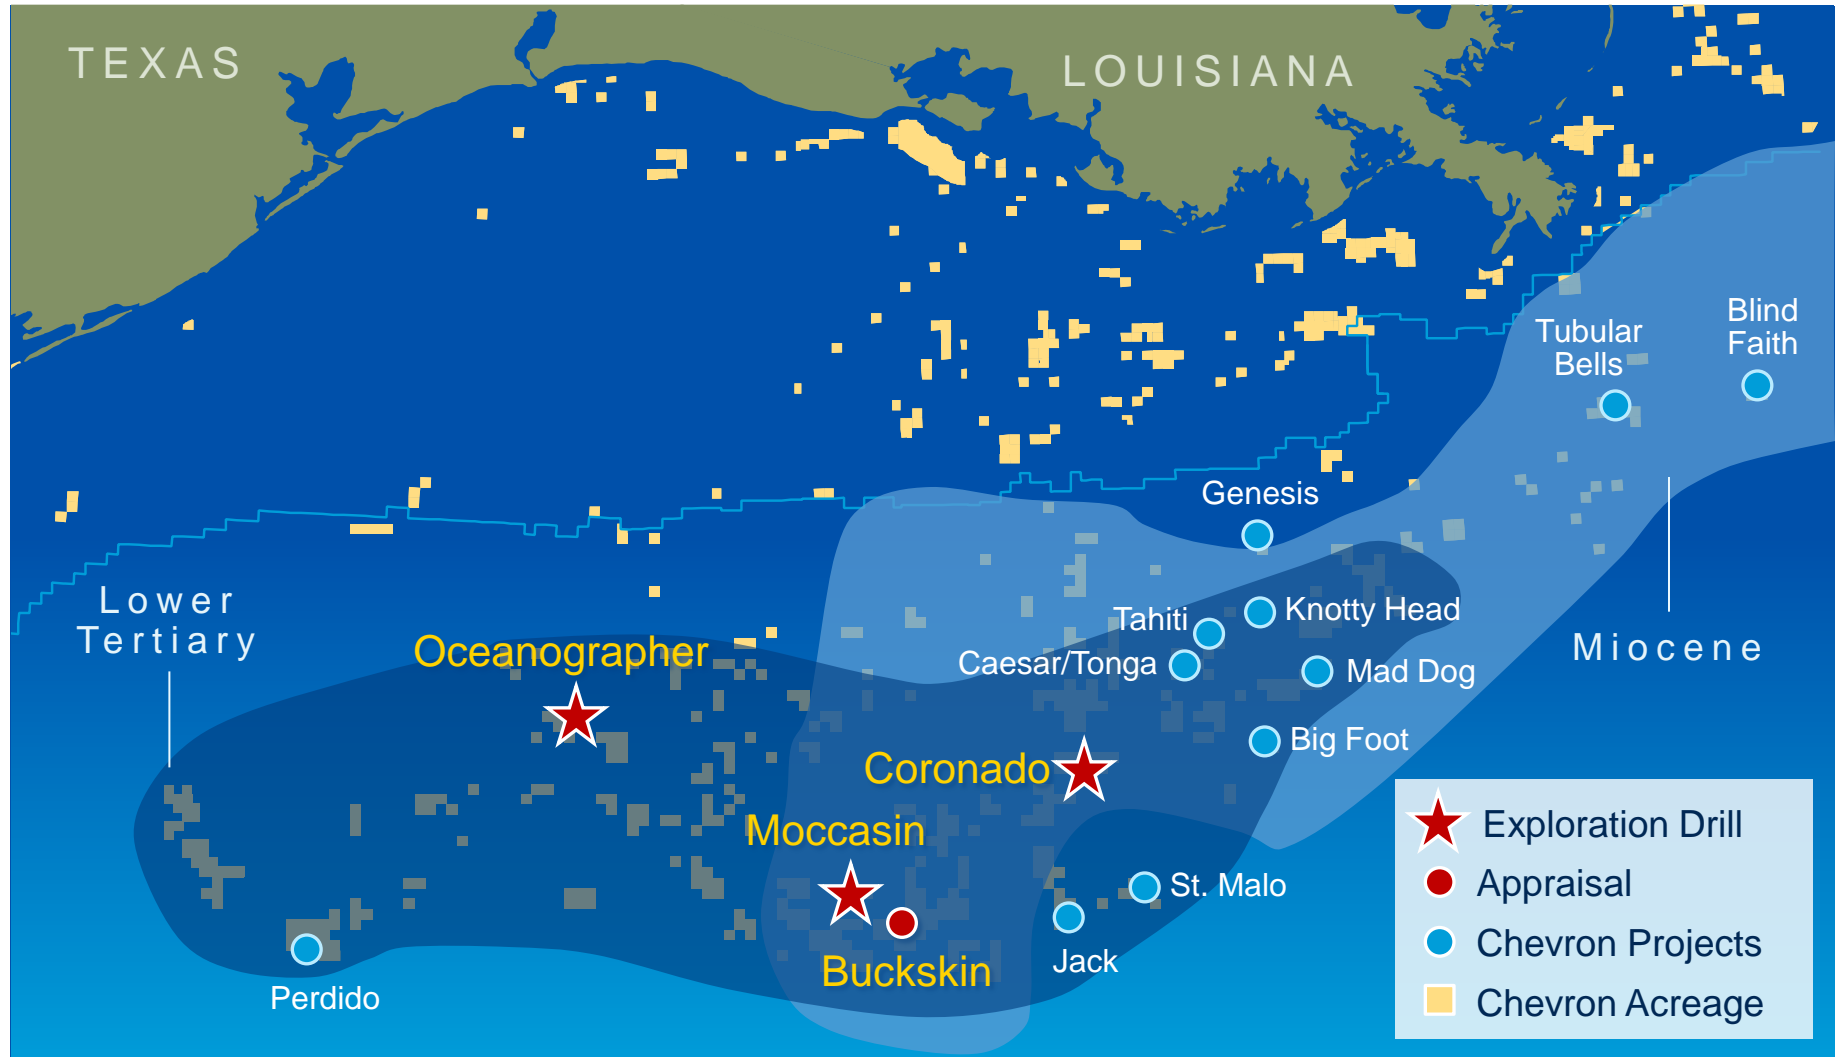 TEXAS
LOUISIANA
Blind
Faith
Tubular
Bells
Genesis
Lower
Tertiary
Tahiti
Knotty Head
Oceanographer
Caesar/Tonga
Mad Dog
Miocene
Big Foot
Coronado
Moccasin
St. Malo
Jack
Buckskin
Perdido
Exploration Drill
Appraisal
Chevron Projects
Chevron Acreage